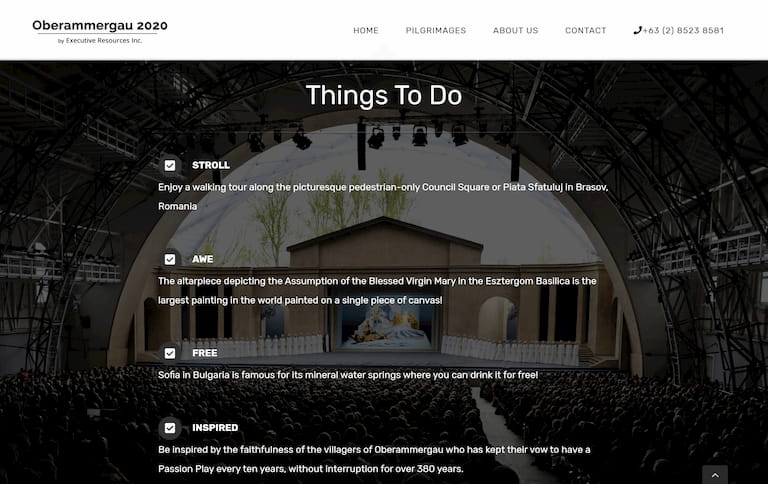 Oberammergau 2020
by Executive Resources Inc.
HOME PILGRIMAGES ABOUT US CONTACT +63 (2) 8523 8581
Things To Do
STROLL
Enjoy a walking tour along the picturesque pedestrian-only Council Square or Piata Sfatuluj in Brasov,
Romania
AWE
The altarpiece depicting the Assumption of the Blessed Virgin Mary in the Esztergom Basilica is the
largest painting in the world painted on a single piece of canvas!
FREE
Sofia in Bulgaria is famous for its mineral water springs where you can drink it for free!
INSPIRED
Be inspired by the faithfulness of the villagers of Oberammergau who has kept their vow to have a
Passion Play every ten years, without interruption for over 380 years.